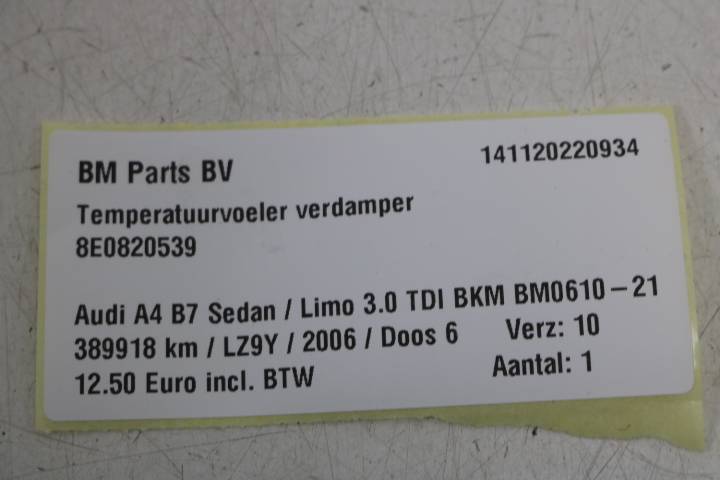 BM Parts BV 141120220934
Temperatuurvoeler verdamper
8E0820539
Audi A4 B7 Sedan / Limo 3.0 TDI BKM BM0610-21
389918 km / LZ9Y / 2006 / Doos 6 Verz: 10
12.50 Euro incl. BTW Aantal: 1